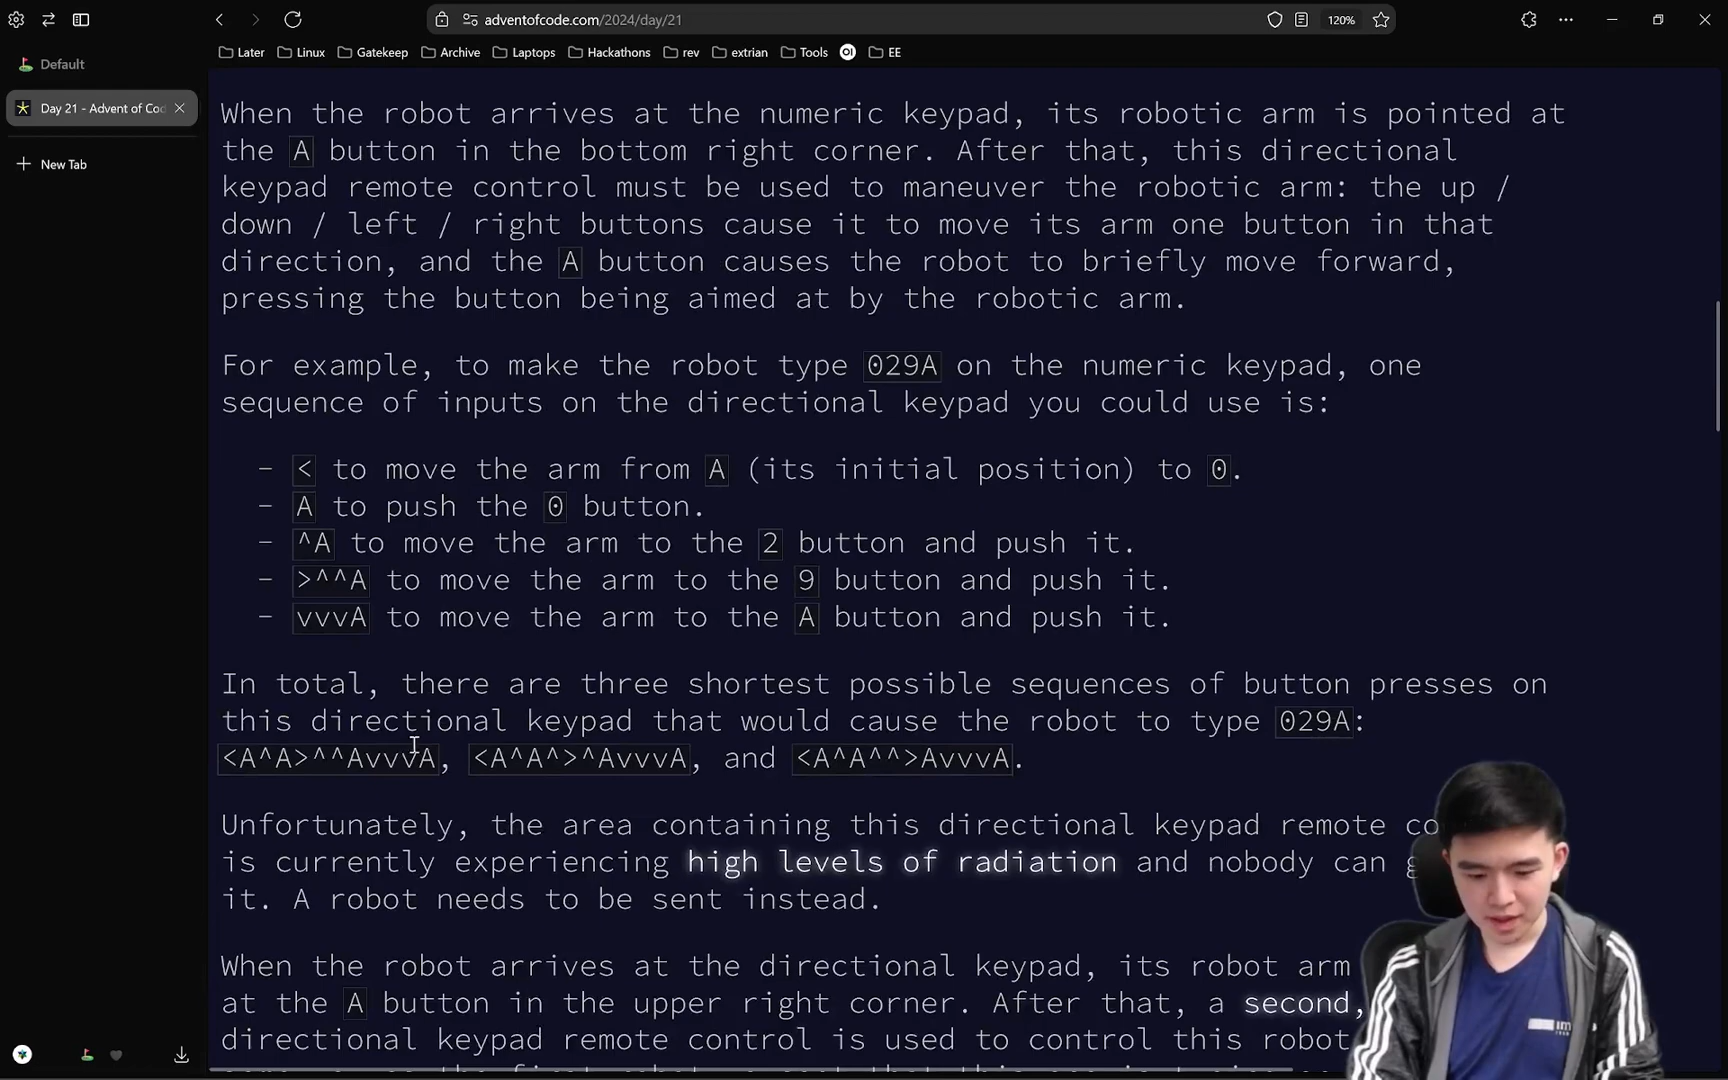 adventofcode.com/2024/day/21
120%
Later
Linux
Gatekeep
Archive
Laptops
Hackathons
rev
extrian
Tools
EE
Default
Day 21 - Advent of Cod
New Tab
When the robot arrives at the numeric keypad, its robotic arm is pointed at
the A button in the bottom right corner. After that, this directional
keypad remote control must be used to maneuver the robotic arm: the up /
down / left / right buttons cause it to move its arm one button in that
direction, and the A button causes the robot to briefly move forward,
pressing the button being aimed at by the robotic arm.
For example, to make the robot type 029A on the numeric keypad, one
sequence of inputs on the directional keypad you could use is:
- < to move the arm from A (its initial position) to 0.
- A to push the 0 button.
- ^A to move the arm to the 2 button and push it.
- >^^A to move the arm to the 9 button and push it.
- vvvA to move the arm to the A button and push it.
In total, there are three shortest possible sequences of button presses on
this directional keypad that would cause the robot to type 029A:
<A^A>^^AvvvA, <A^A^>^AvvvA, and <A^A^^>AvvvA.
Unfortunately, the area containing this directional keypad remote co
is currently experiencing high levels of radiation and nobody can g
it. A robot needs to be sent instead.
When the robot arrives at the directional keypad, its robot arm
at the A button in the upper right corner. After that, a second,
directional keypad remote control is used to control this robot